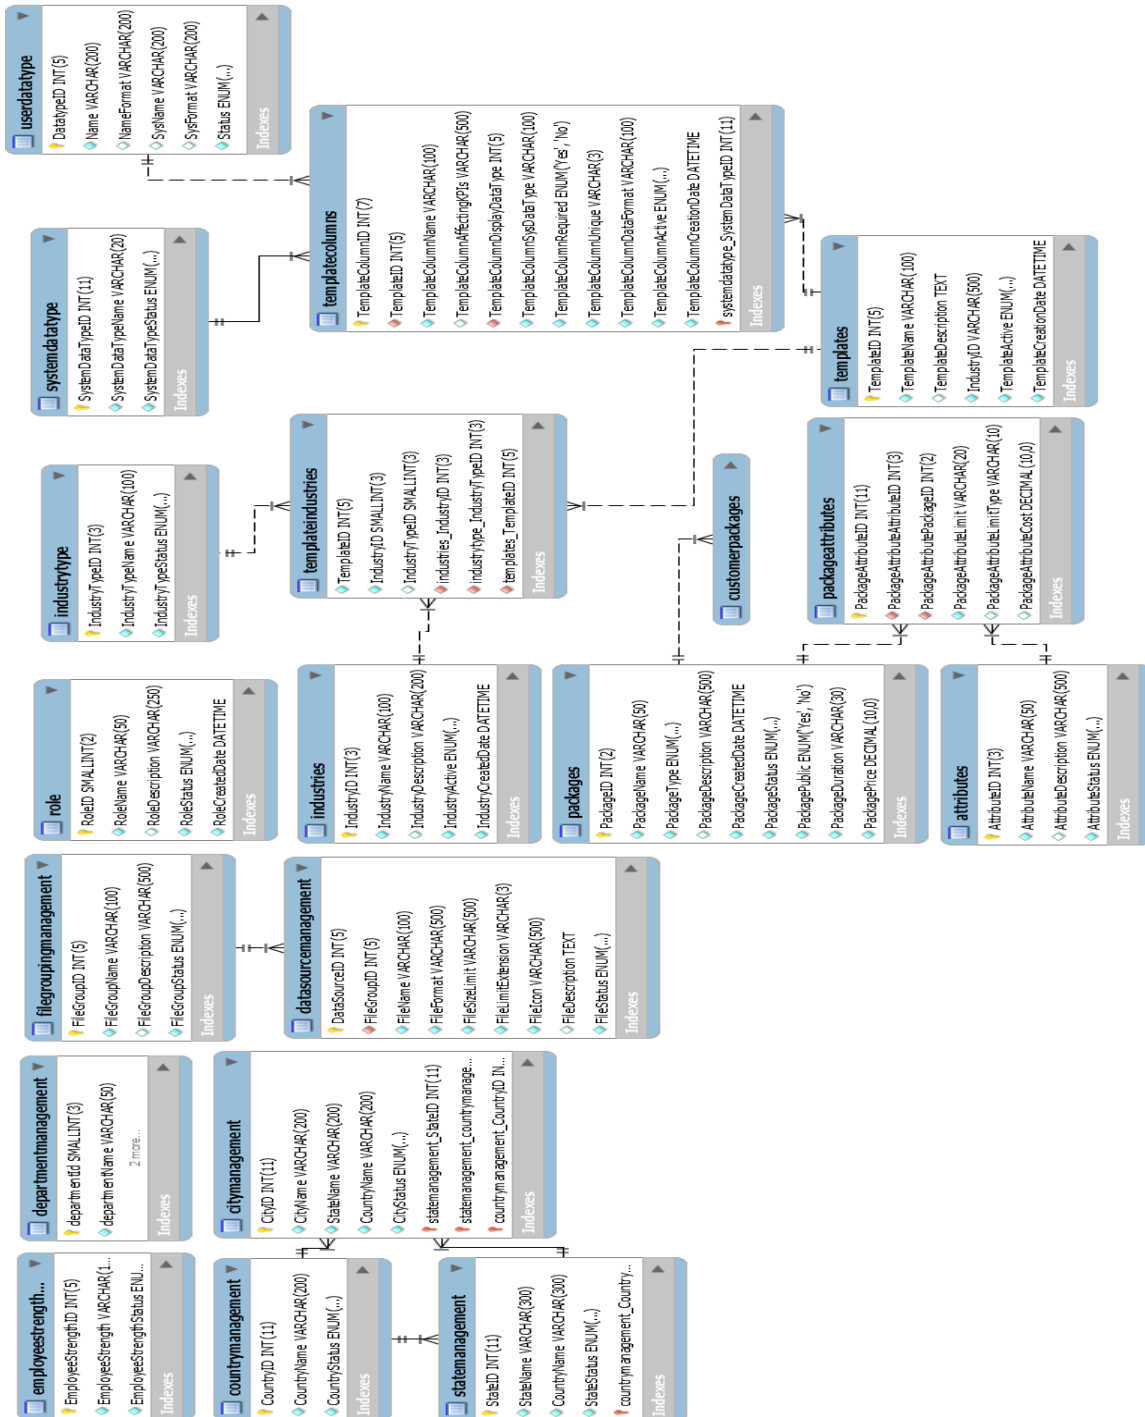 employeestrength...
EmployeeStrengthID INT(5)
EmployeeStrength VARCHAR(1...
EmployeeStrengthStatus ENU...
Indexes
departmentmanagement
departmentId SMALLINT(3)
departmentName VARCHAR(50)
2 more...
Indexes
filegroupingmanagement
FileGroupID INT(5)
FileGroupName VARCHAR(100)
FileGroupDescription VARCHAR(500)
FileGroupStatus ENUM(...)
Indexes
role
RoleID SMALLINT(2)
RoleName VARCHAR(50)
RoleDescription VARCHAR(250)
RoleStatus ENUM(...)
RoleCreatedDate DATETIME
Indexes
industrytype
IndustryTypeID INT(3)
IndustryTypeName VARCHAR(100)
IndustryTypeStatus ENUM(...)
Indexes
systemdatatype
SystemDataTypeID INT(11)
SystemDataTypeName VARCHAR(20)
SystemDataTypeStatus ENUM(...)
Indexes
userdatatype
DatatypeID INT(5)
Name VARCHAR(200)
NameFormat VARCHAR(200)
SysName VARCHAR(200)
SysFormat VARCHAR(200)
Status ENUM(...)
Indexes
countrymanagement
CountryID INT(11)
CountryName VARCHAR(200)
CountryStatus ENUM(...)
Indexes
citymanagement
CityID INT(11)
CityName VARCHAR(200)
StateName VARCHAR(200)
CountryName VARCHAR(200)
CityStatus ENUM(...)
statemanagement_StateID INT(11)
statemanagement_countrymanage...
countrymanagement_CountryID IN...
Indexes
datasourcemanagement
DataSourceID INT(5)
FileGroupID INT(5)
FileName VARCHAR(100)
FileFormat VARCHAR(500)
FileSizeLimit VARCHAR(500)
FileLimitExtension VARCHAR(3)
FileIcon VARCHAR(500)
FileDescription TEXT
FileStatus ENUM(...)
Indexes
industries
IndustryID INT(3)
IndustryName VARCHAR(100)
IndustryDescription VARCHAR(200)
IndustryActive ENUM(...)
IndustryCreatedDate DATETIME
Indexes
templateindustries
TemplateID INT(5)
IndustryID SMALLINT(3)
IndustryTypeID SMALLINT(3)
industries_IndustryID INT(3)
industrytype_IndustryTypeID INT(3)
templates_TemplateID INT(5)
Indexes
templatecolumns
TemplateColumnID INT(7)
TemplateID INT(5)
TemplateColumnName VARCHAR(100)
TemplateColumnAffectingKPIs VARCHAR(500)
TemplateColumnDisplayDataType INT(5)
TemplateColumnSysDataType VARCHAR(100)
TemplateColumnRequired ENUM('Yes', 'No')
TemplateColumnUnique VARCHAR(3)
TemplateColumnDataFormat VARCHAR(100)
TemplateColumnActive ENUM(...)
TemplateColumnCreationDate DATETIME
systemdatatype_SystemDataTypeID INT(11)
Indexes
statemanagement
StateID INT(11)
StateName VARCHAR(300)
CountryName VARCHAR(300)
StateStatus ENUM(...)
countrymanagement_Country...
Indexes
packages
PackageID INT(2)
PackageName VARCHAR(50)
PackageType ENUM(...)
PackageDescription VARCHAR(500)
PackageCreatedDate DATETIME
PackageStatus ENUM(...)
PackagePublic ENUM('Yes', 'No')
PackageDuration VARCHAR(30)
PackagePrice DECIMAL(10,0)
Indexes
customerpackages
packageattributes
PackageAttributeID INT(11)
PackageAttributeAttributeID INT(3)
PackageAttributePackageID INT(2)
PackageAttributeLimit VARCHAR(20)
PackageAttributeLimitType VARCHAR(10)
PackageAttributeCost DECIMAL(10,0)
Indexes
templates
TemplateID INT(5)
TemplateName VARCHAR(100)
TemplateDescription TEXT
IndustryID VARCHAR(500)
TemplateActive ENUM(...)
TemplateCreationDate DATETIME
Indexes
attributes
AttributeID INT(3)
AttributeName VARCHAR(50)
AttributeDescription VARCHAR(500)
AttributeStatus ENUM(...)
Indexes